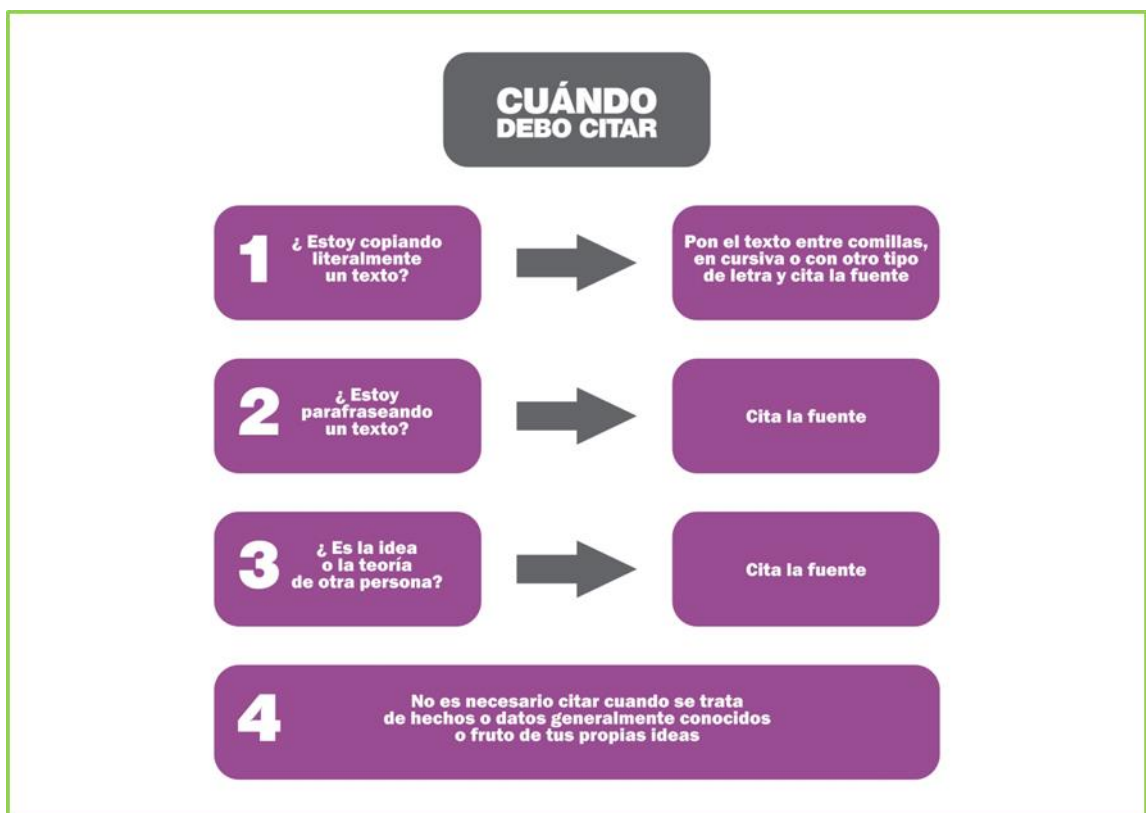 CUÁNDO
DEBO CITAR
1
¿ Estoy copiando
literalmente
un texto?
Pon el texto entre comillas,
en cursiva o con otro tipo
de letra y cita la fuente
2
¿ Estoy
parafraseando
un texto?
Cita la fuente
3
¿ Es la idea
o la teoría
de otra persona?
Cita la fuente
4
No es necesario citar cuando se trata
de hechos o datos generalmente conocidos
o fruto de tus propias ideas